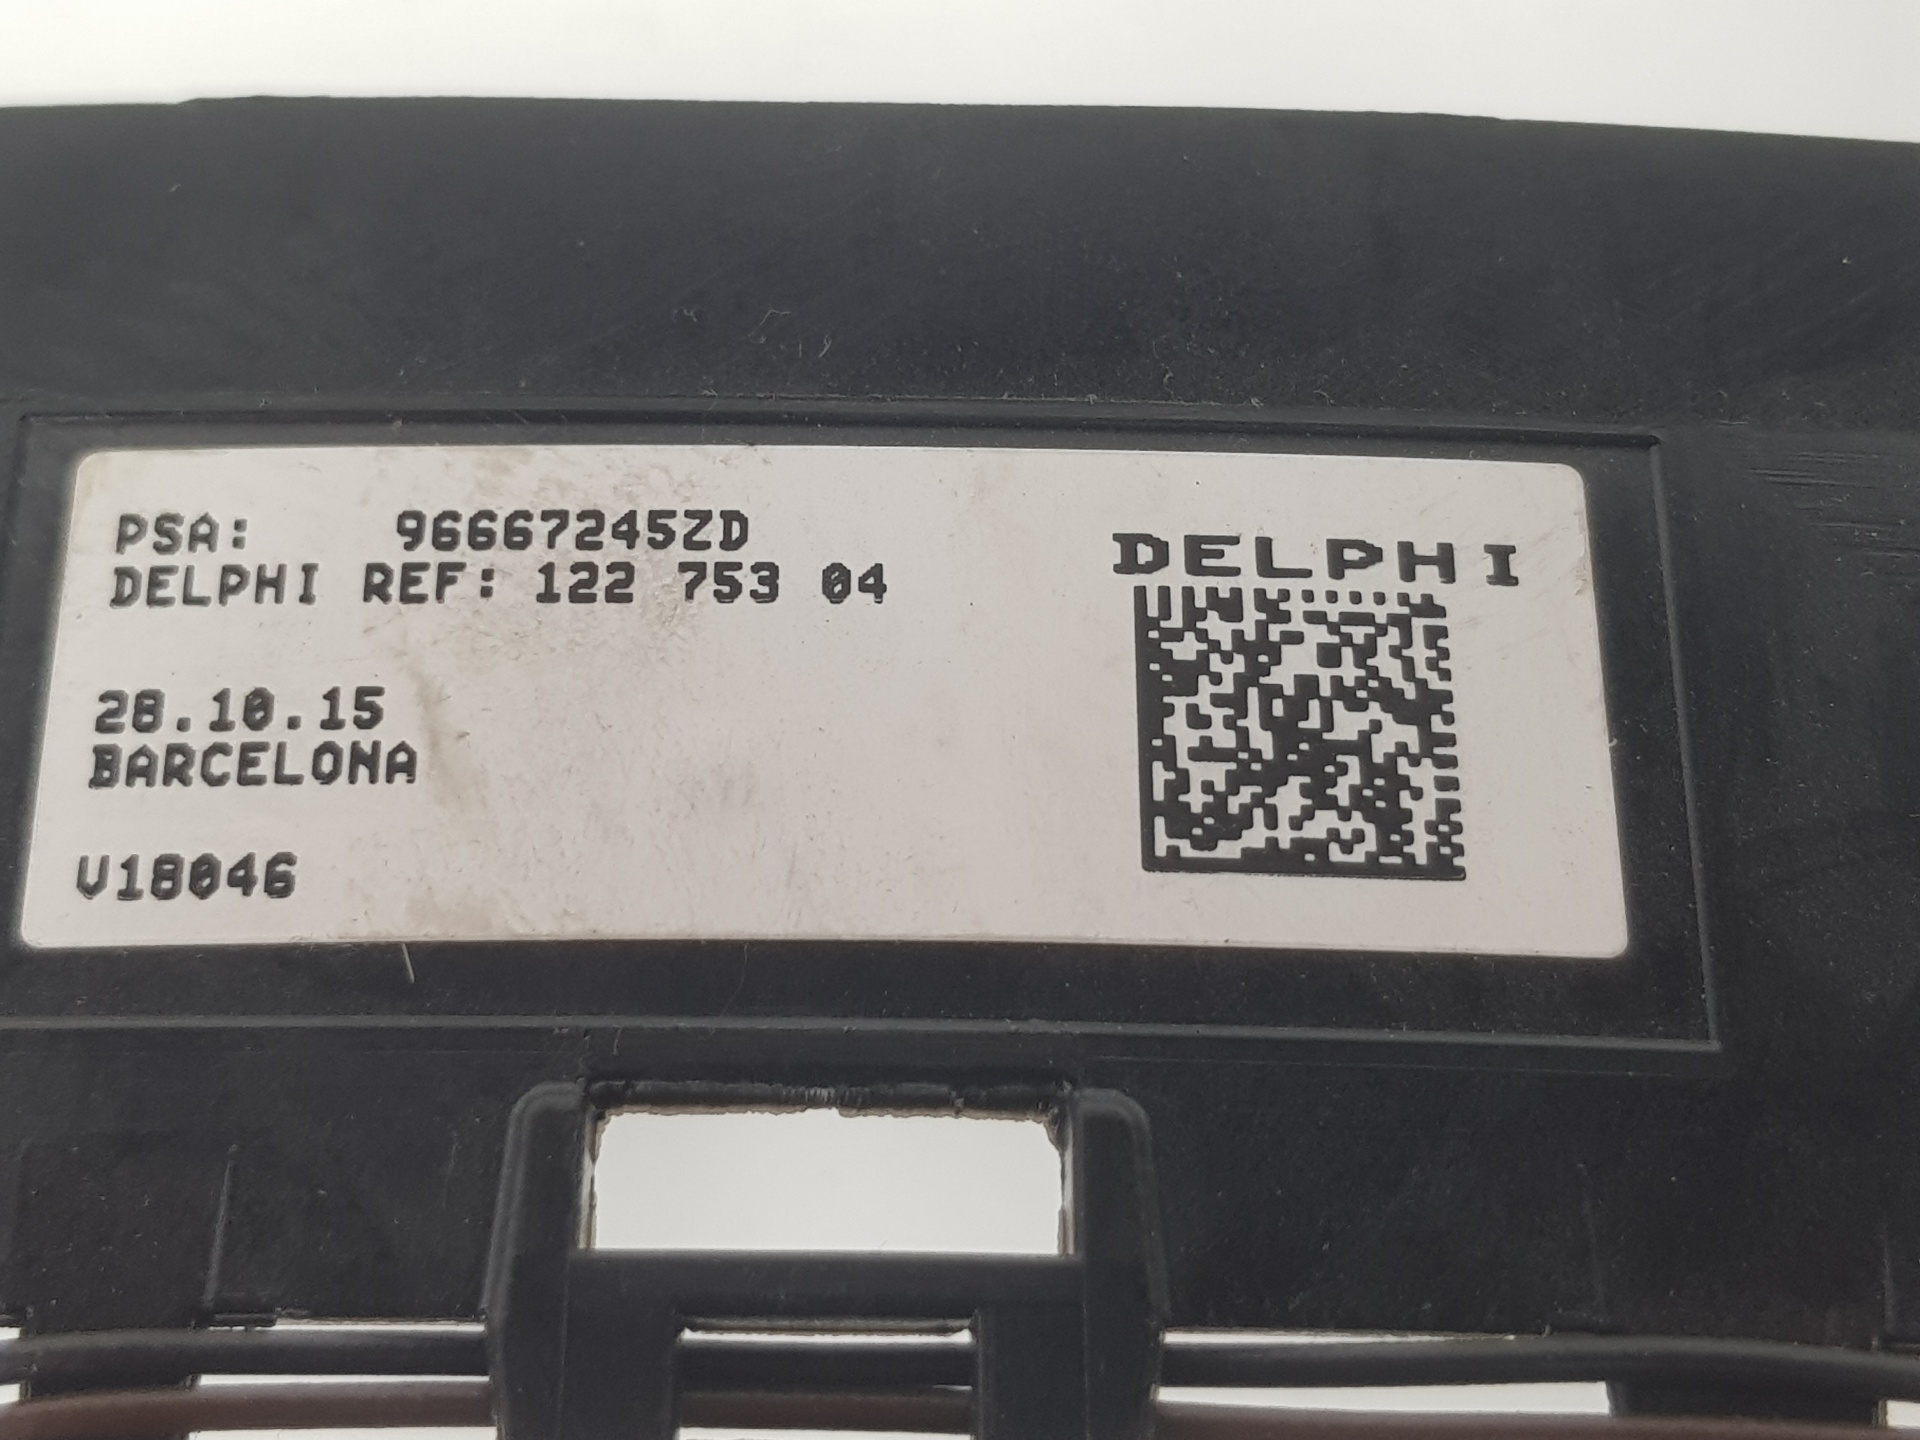 PSA: 96667245ZD
DELPHI REF: 122 753 04
DELPHI
28.10.15
BARCELONA
V18046